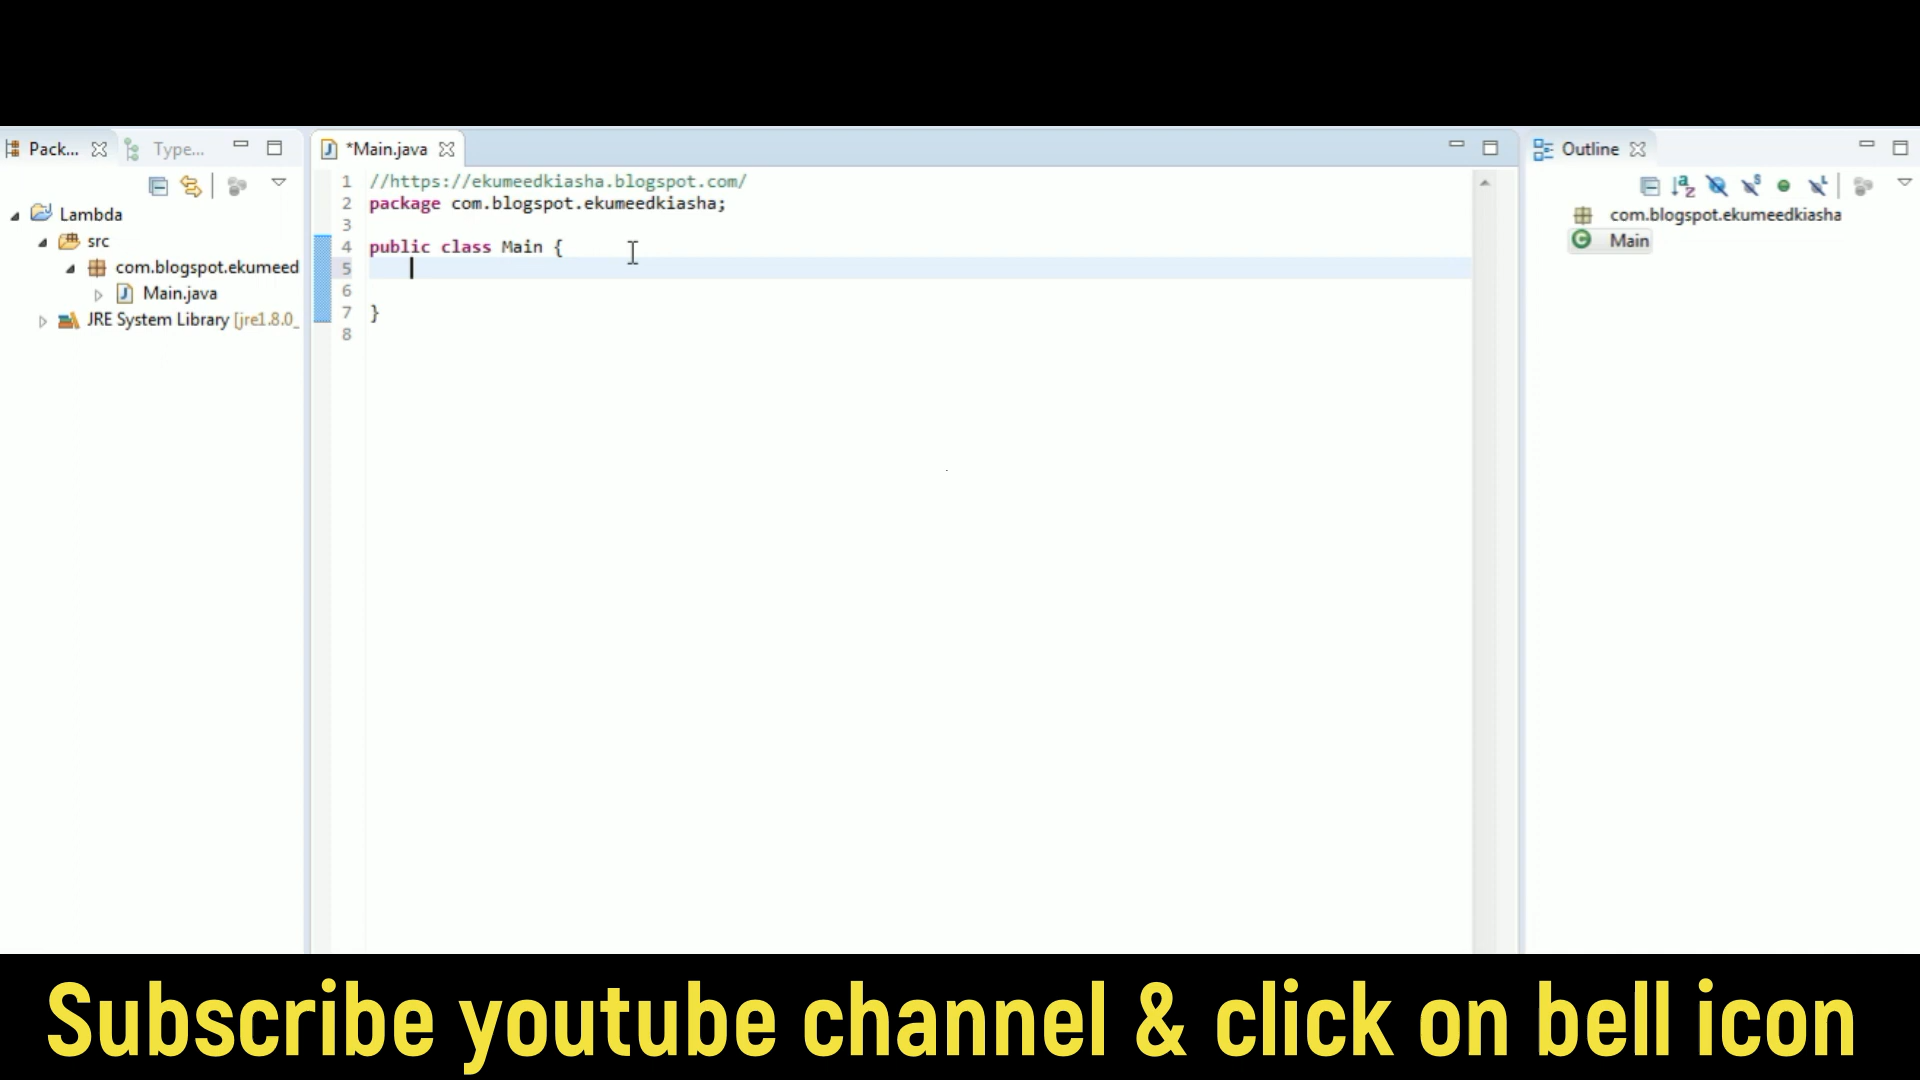 Pack...
Type...
Lambda
src
com.blogspot.ekumeed
Main.java
JRE System Library [jre1.8.0_
*Main.java
1 //https://ekumeedkiasha.blogspot.com/
2 package com.blogspot.ekumeedkiasha;
3
4 public class Main {
5
6
7 }
8
Outline
com.blogspot.ekumeedkiasha
Main
Subscribe youtube channel & click on bell icon